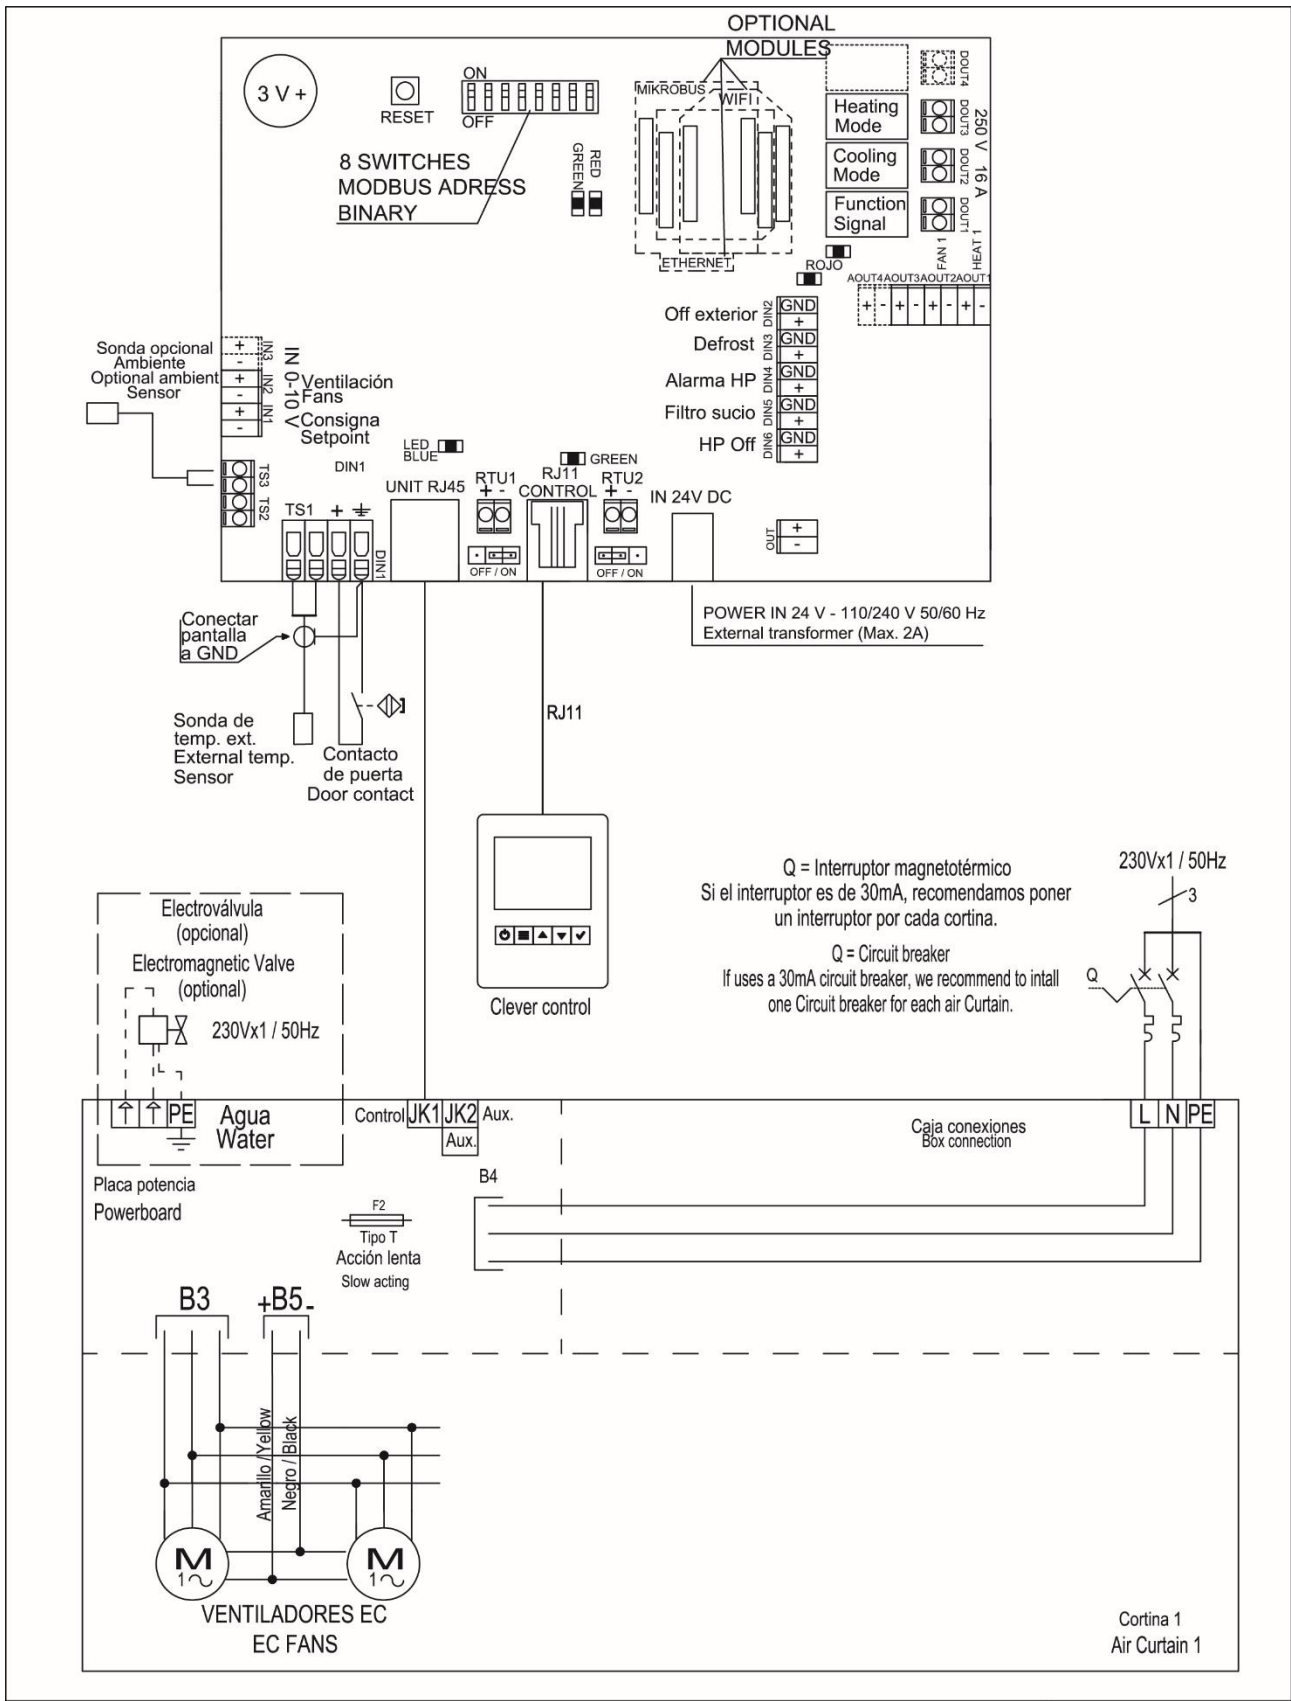 OPTIONAL
MODULES
3 V +
RESET
ON
OFF
8 SWITCHES
MODBUS ADRESS
BINARY
GREEN
RED
MIKROBUS
WIFI
ETHERNET
Heating
Mode
Cooling
Mode
Function
Signal
DOUT4
DOUT3
DOUT2
DOUT1
250 V 16 A
FAN 1
HEAT 1
ROJO
AOUT4 AOUT3 AOUT2 AOUT1
+ - + - + - + -
Off exterior DIN2 GND
+
Defrost DIN3 GND
+
Alarma HP DIN4 GND
+
Filtro sucio DIN5 GND
+
HP Off DIN6 GND
+
Sonda opcional
Ambiente
Optional ambient
Sensor
+
-
+
-
+
-
IN3
IN2
IN1
IN 0-10 V
Ventilación
Fans
Consigna
Setpoint
TS3
TS2
LED
BLUE
DIN1
GREEN
TS1 +
DIN1
UNIT RJ45
RTU1
+ -
OFF / ON
RJ11
CONTROL
RTU2
+ -
OFF / ON
IN 24V DC
OUT
+
-
POWER IN 24 V - 110/240 V 50/60 Hz
External transformer (Max. 2A)
Conectar
pantalla
a GND
Sonda de
temp. ext.
External temp.
Sensor
Contacto
de puerta
Door contact
RJ11
Clever control
Q = Interruptor magnetotérmico
Si el interruptor es de 30mA, recomendamos poner
un interruptor por cada cortina.
Q = Circuit breaker
If uses a 30mA circuit breaker, we recommend to intall
one Circuit breaker for each air Curtain.
230Vx1 / 50Hz
3
Q
Electroválvula
(opcional)
Electromagnetic Valve
(optional)
230Vx1 / 50Hz
PE
Agua
Water
Control JK1 JK2 Aux.
Aux.
Caja conexiones
Box connection
L N PE
Placa potencia
Powerboard
B4
F2
Tipo T
Acción lenta
Slow acting
B3
+B5-
Amarillo / Yellow
Negro / Black
M
1
M
1
VENTILADORES EC
EC FANS
Cortina 1
Air Curtain 1